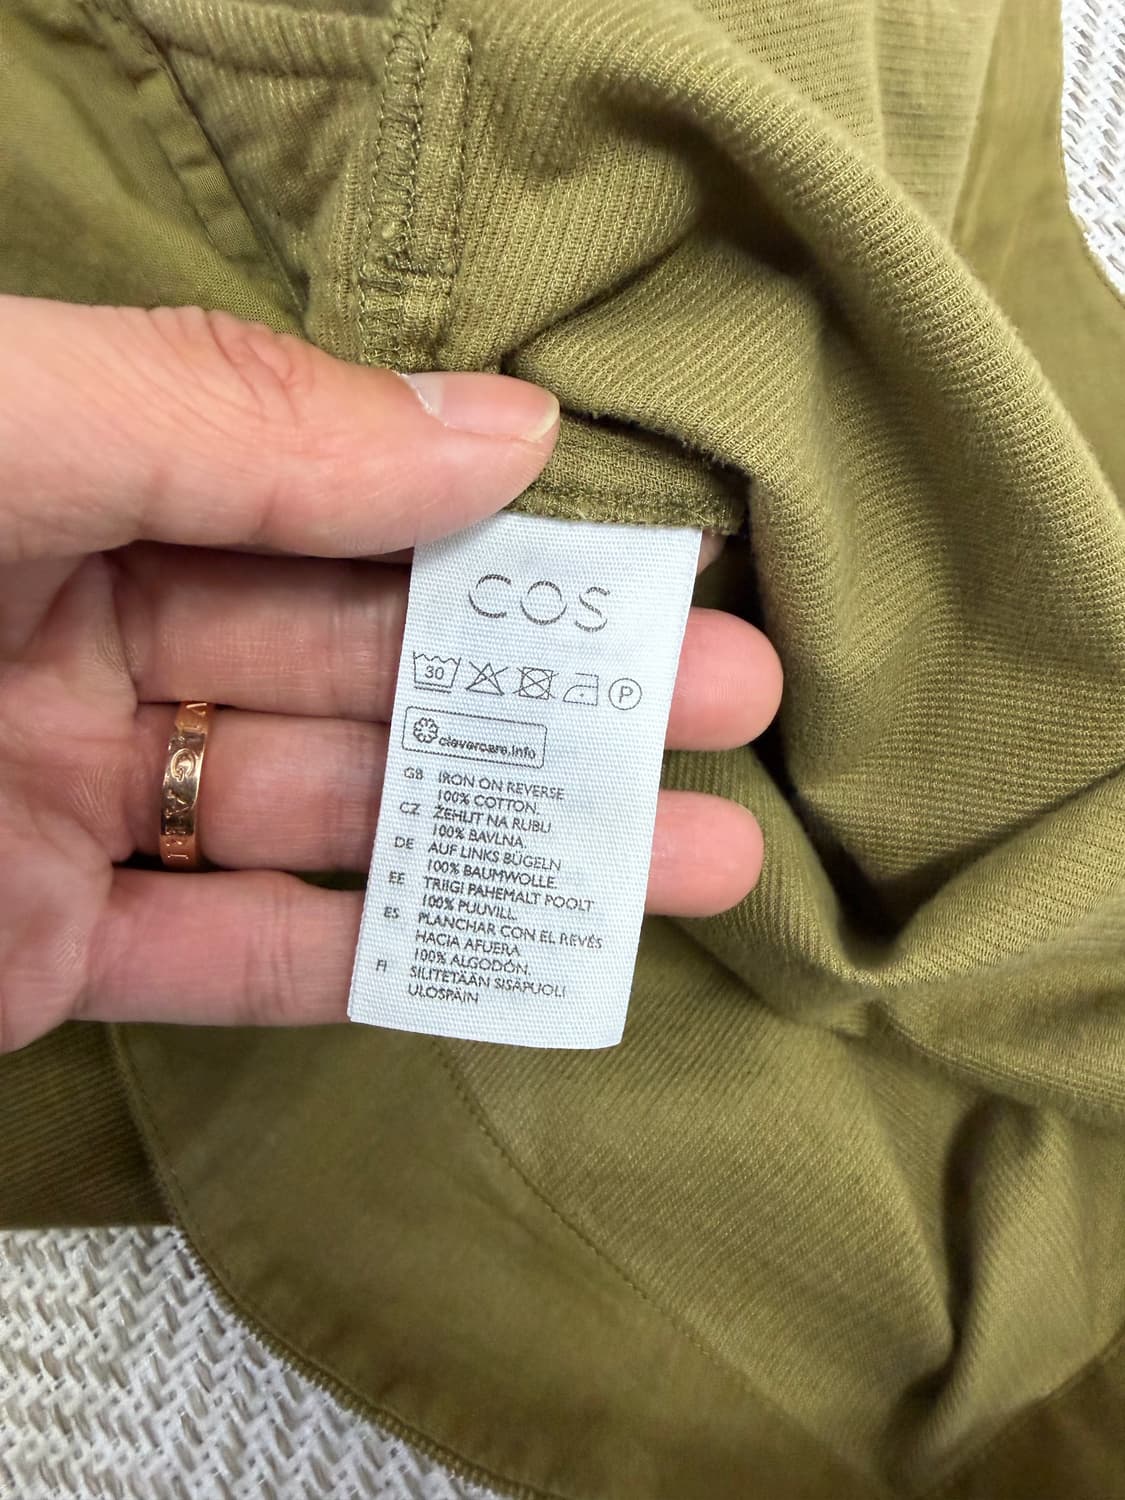 COS
30
P
clevercare.info
GB IRON ON REVERSE
100% COTTON.
CZ ŽEHLIT NA RUBU
100% BAVLNA.
DE AUF LINKS BÜGELN
100% BAUMWOLLE.
EE TRIIGI PAHEMALT POOLT
100% PUUVILL.
ES PLANCHAR CON EL REVÉS
HACIA AFUERA
100% ALGODÓN.
FI SILITETÄÄN SISÄPUOLI
ULOSPÄIN